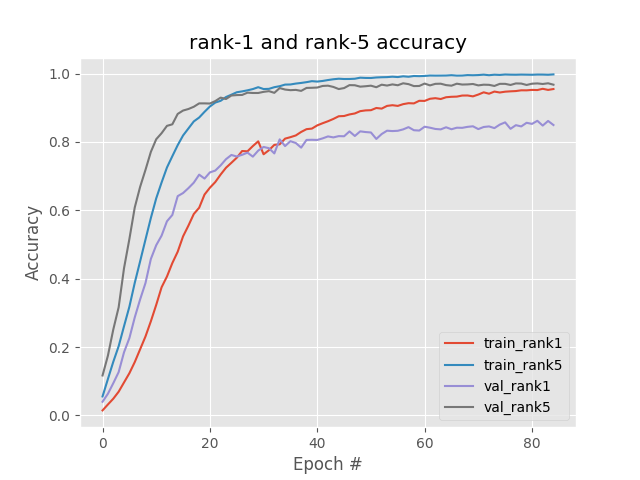 rank-1 and rank-5 accuracy
1.0
0.8
0.6
0.4
0.2
0.0
Accuracy
0
20
40
60
80
Epoch #
train_rank1
train_rank5
val_rank1
val_rank5